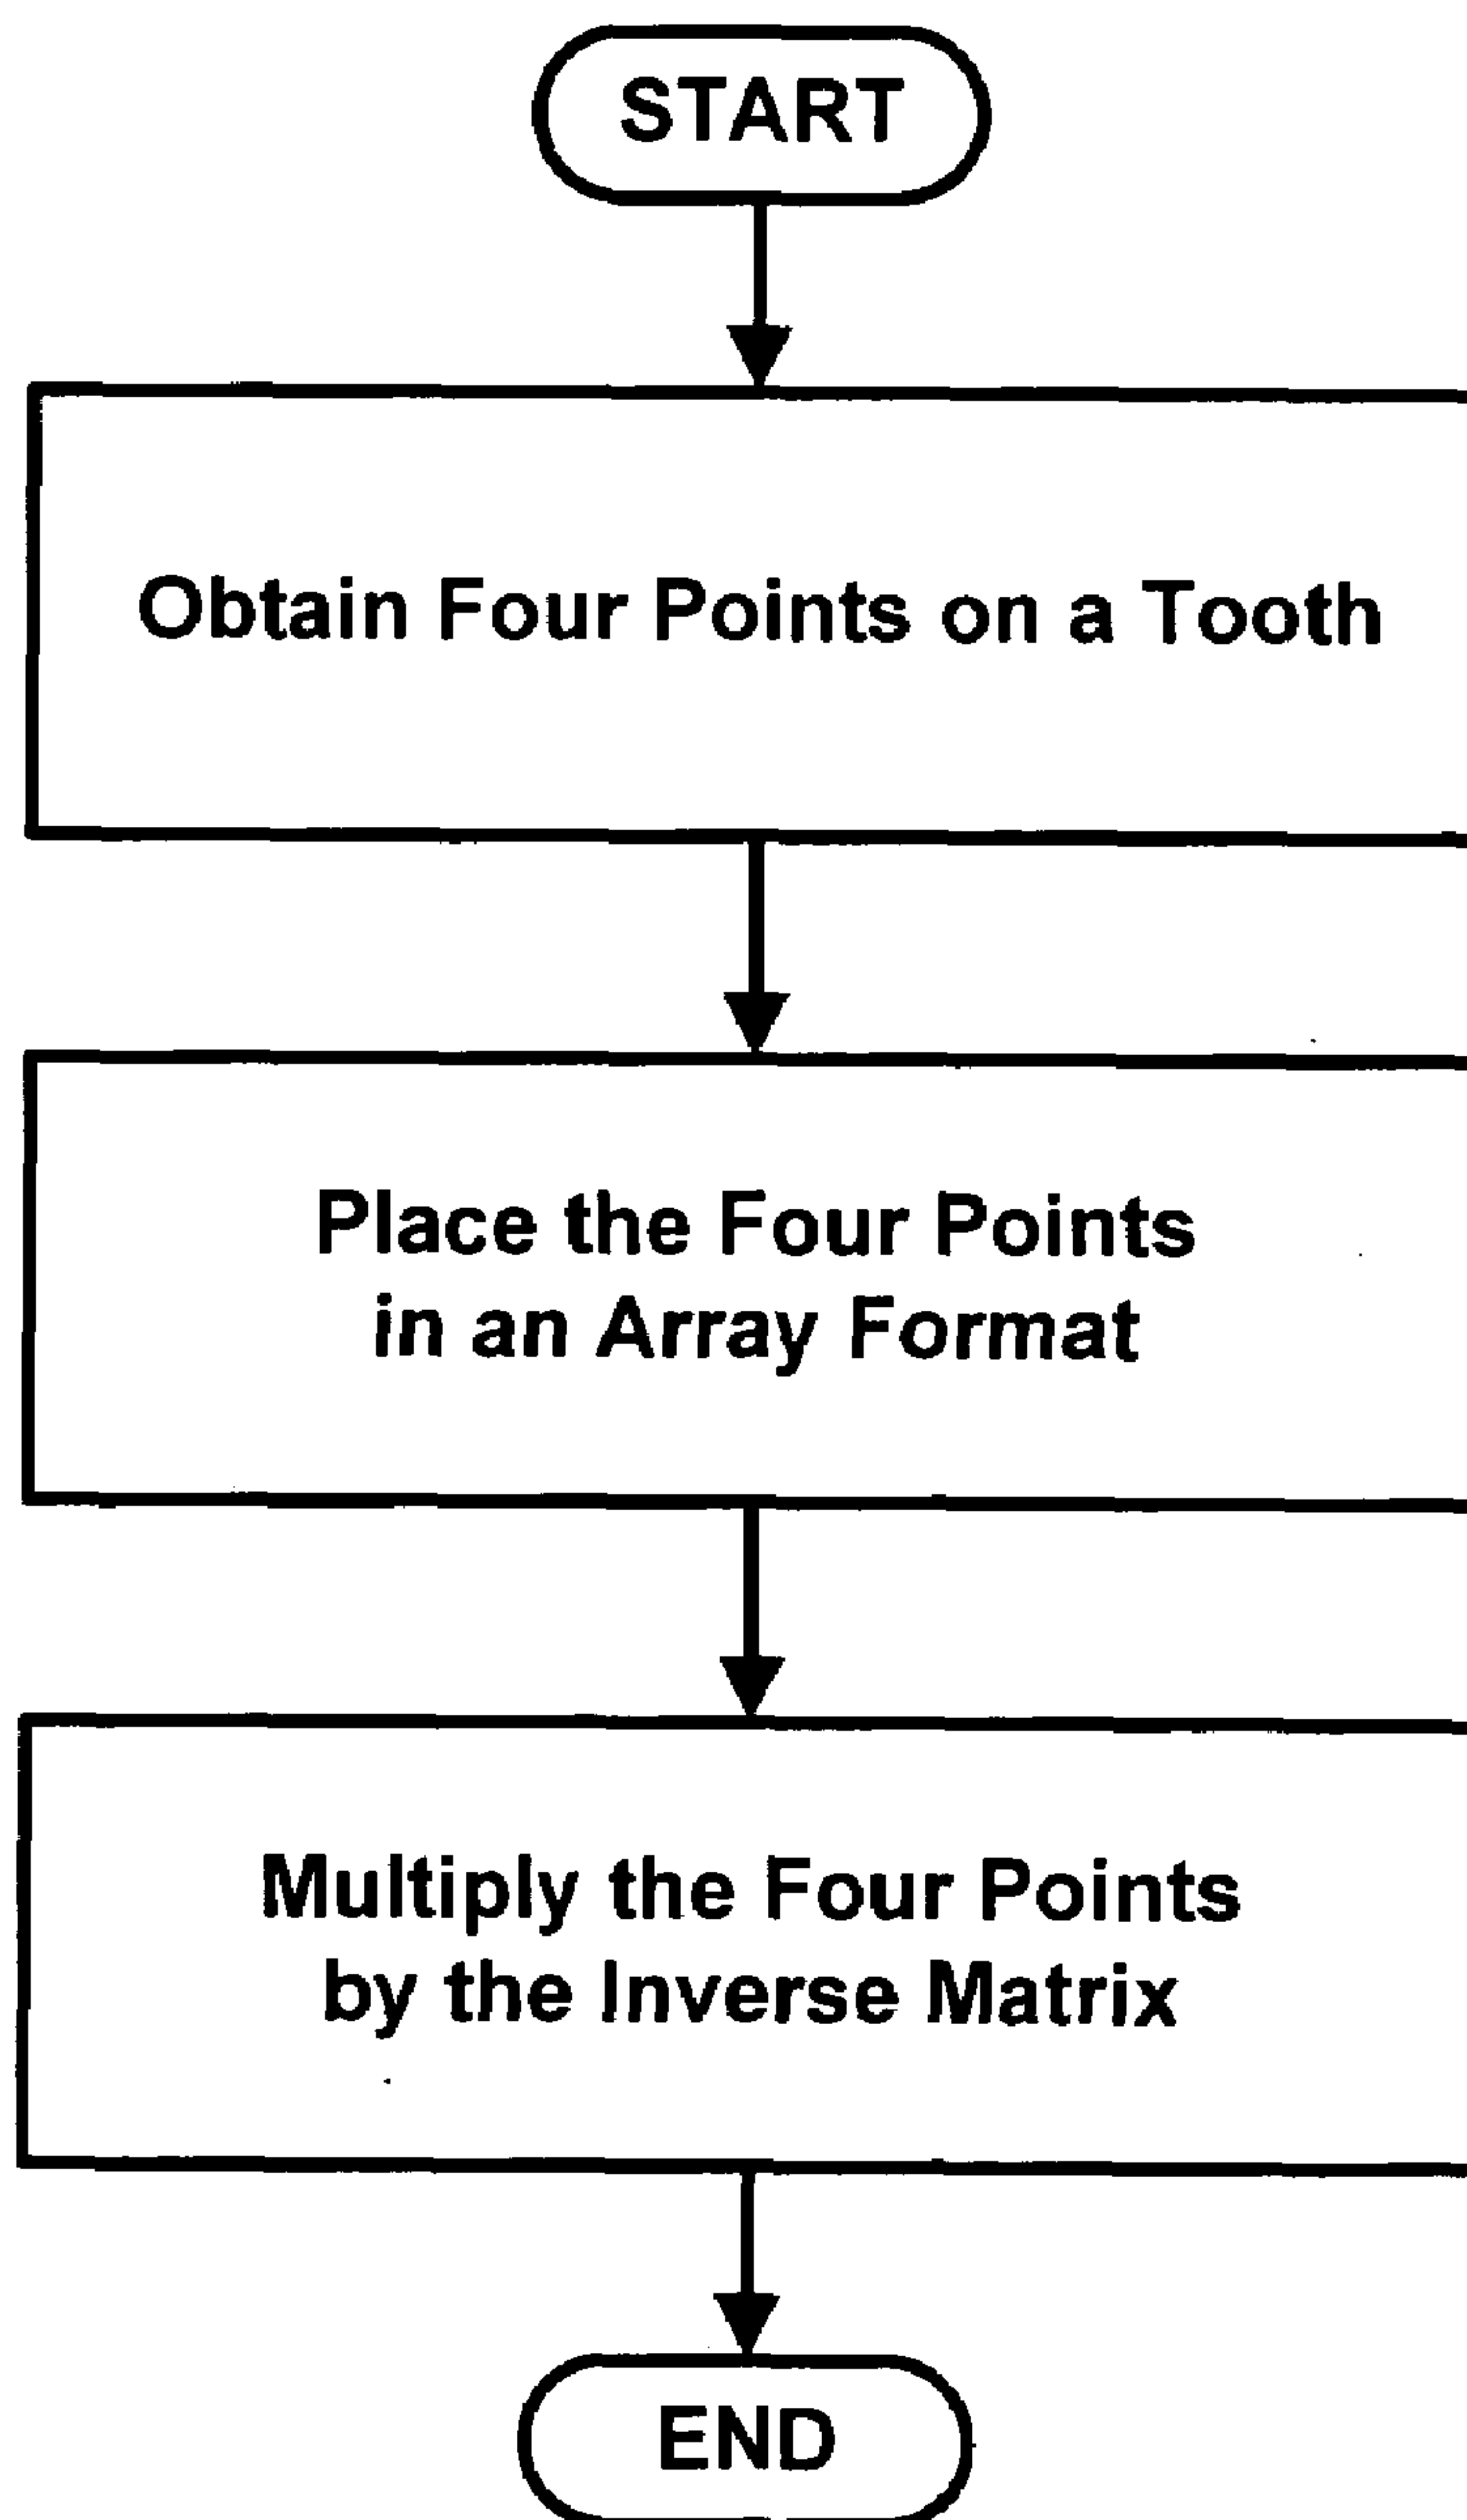 START
Obtain Four Points on a Tooth
Place the Four Points
in an Array Format
Multiply the Four Points
by the Inverse Matrix
END